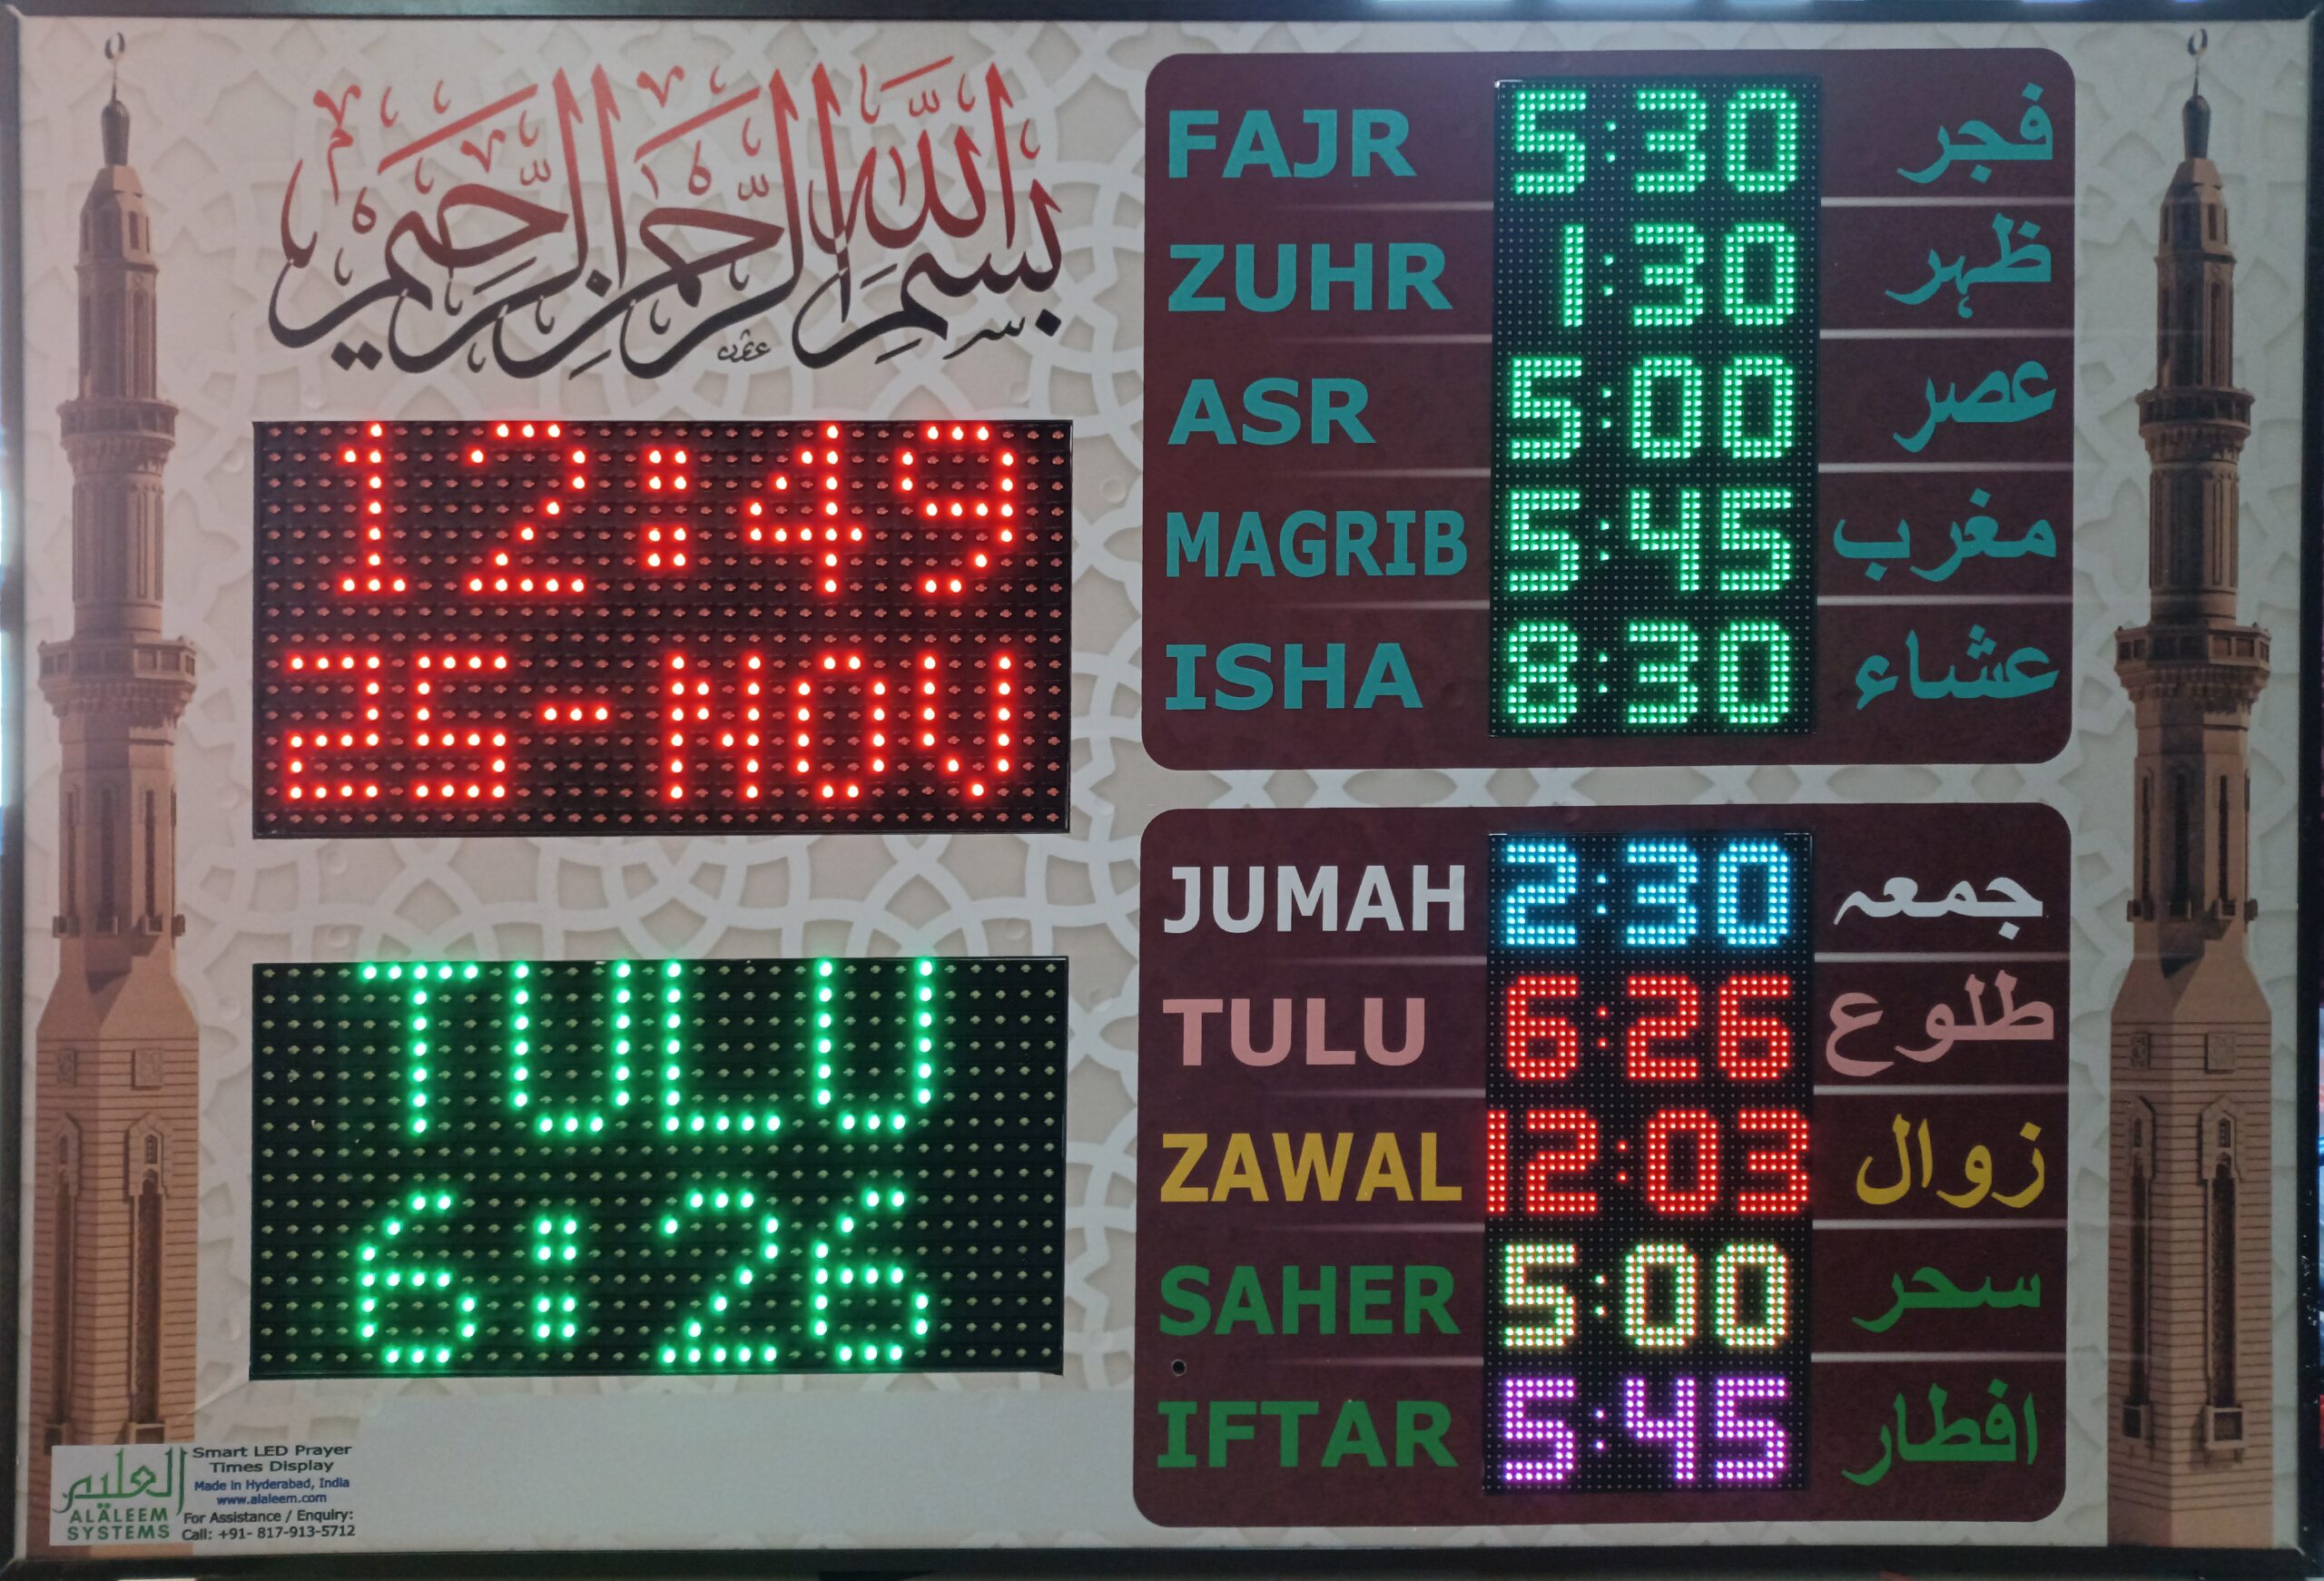 بسم الله الرحمن الرحيم
12:49
25-NOV
TULU
6:26
FAJR 5:30 فجر
ZUHR 1:30 ظہر
ASR 5:00 عصر
MAGRIB 5:45 مغرب
ISHA 8:30 عشاء
JUMAH 2:30 جمعہ
TULU 6:26 طلوع
ZAWAL 12:03 زوال
SAHER 5:00 سحر
IFTAR 5:45 افطار
العليم
ALALEEM
SYSTEMS
Smart LED Prayer
Times Display
Made in Hyderabad, India
www.alaleem.com
For Assistance / Enquiry:
Call: +91- 817-913-5712